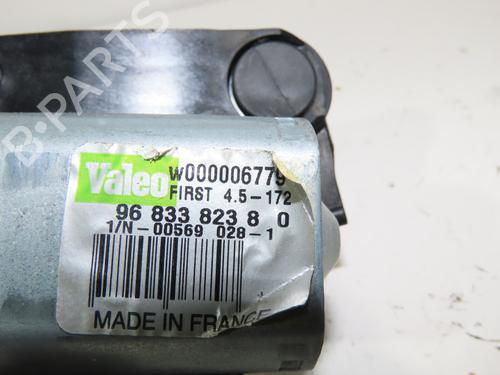 B-PARTS
Valeo
W000006779
FIRST 4.5-172
96 833 823 8 0
1/N-00569 028-1
MADE IN FRANCE